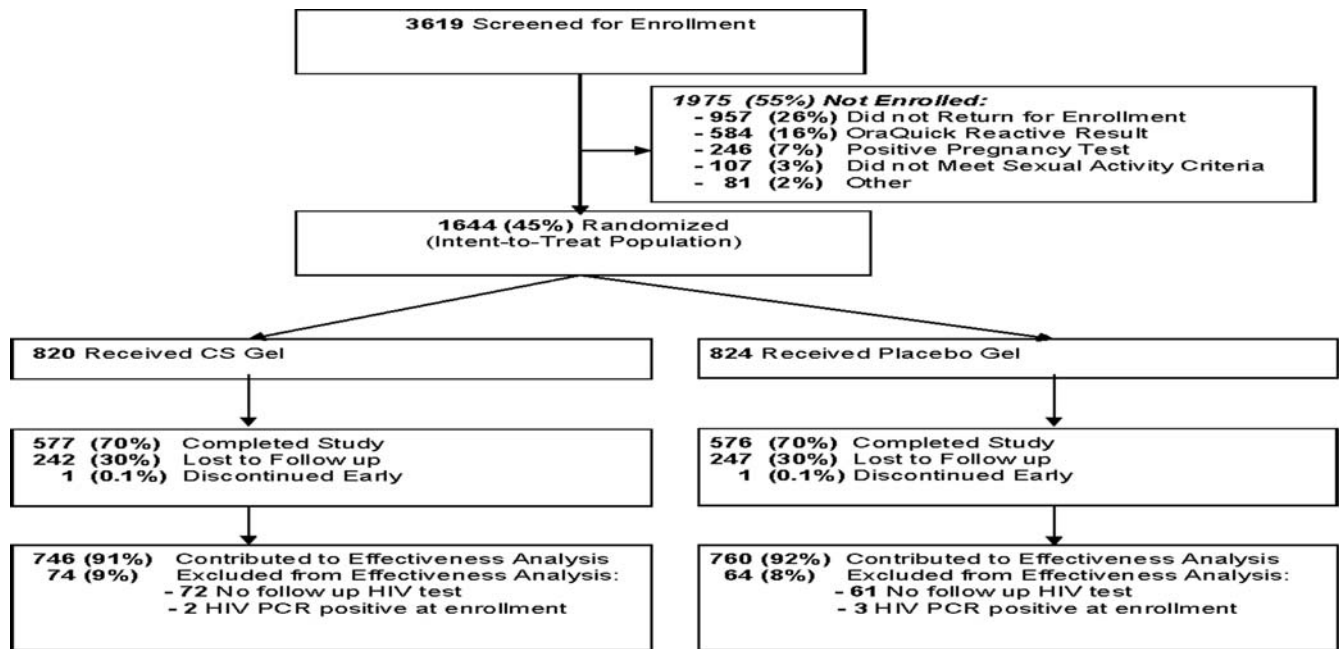 3619 Screened for Enrollment
1975 (55%) Not Enrolled:
- 957 (26%) Did not Return for Enrollment
- 584 (16%) OraQuick Reactive Result
- 246 (7%) Positive Pregnancy Test
- 107 (3%) Did not Meet Sexual Activity Criteria
- 81 (2%) Other
1644 (45%) Randomized
(Intent-to-Treat Population)
820 Received CS Gel
577 (70%) Completed Study
242 (30%) Lost to Follow up
1 (0.1%) Discontinued Early
746 (91%) Contributed to Effectiveness Analysis
74 (9%) Excluded from Effectiveness Analysis:
- 72 No follow up HIV test
- 2 HIV PCR positive at enrollment
824 Received Placebo Gel
576 (70%) Completed Study
247 (30%) Lost to Follow up
1 (0.1%) Discontinued Early
760 (92%) Contributed to Effectiveness Analysis
64 (8%) Excluded from Effectiveness Analysis:
- 61 No follow up HIV test
- 3 HIV PCR positive at enrollment